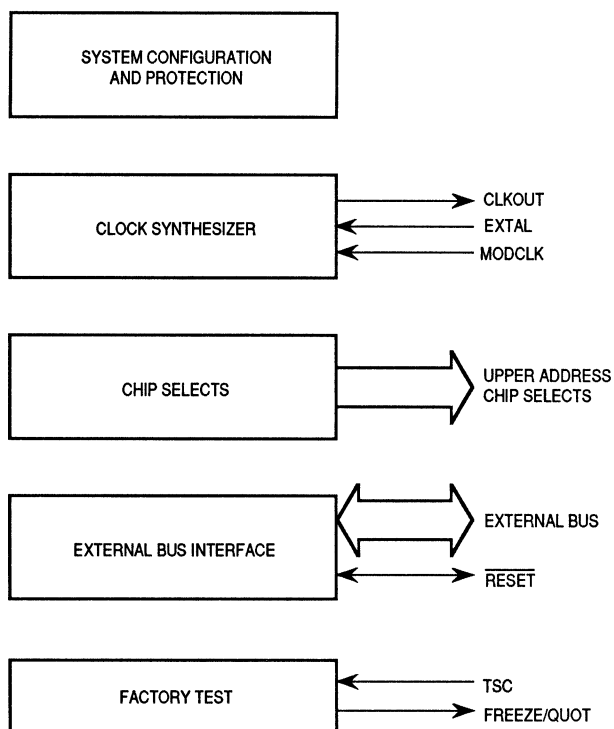 SYSTEM CONFIGURATION
AND PROTECTION
CLOCK SYNTHESIZER
CLKOUT
EXTAL
MODCLK
CHIP SELECTS
UPPER ADDRESS
CHIP SELECTS
EXTERNAL BUS INTERFACE
EXTERNAL BUS
RESET
FACTORY TEST
TSC
FREEZE/QUOT